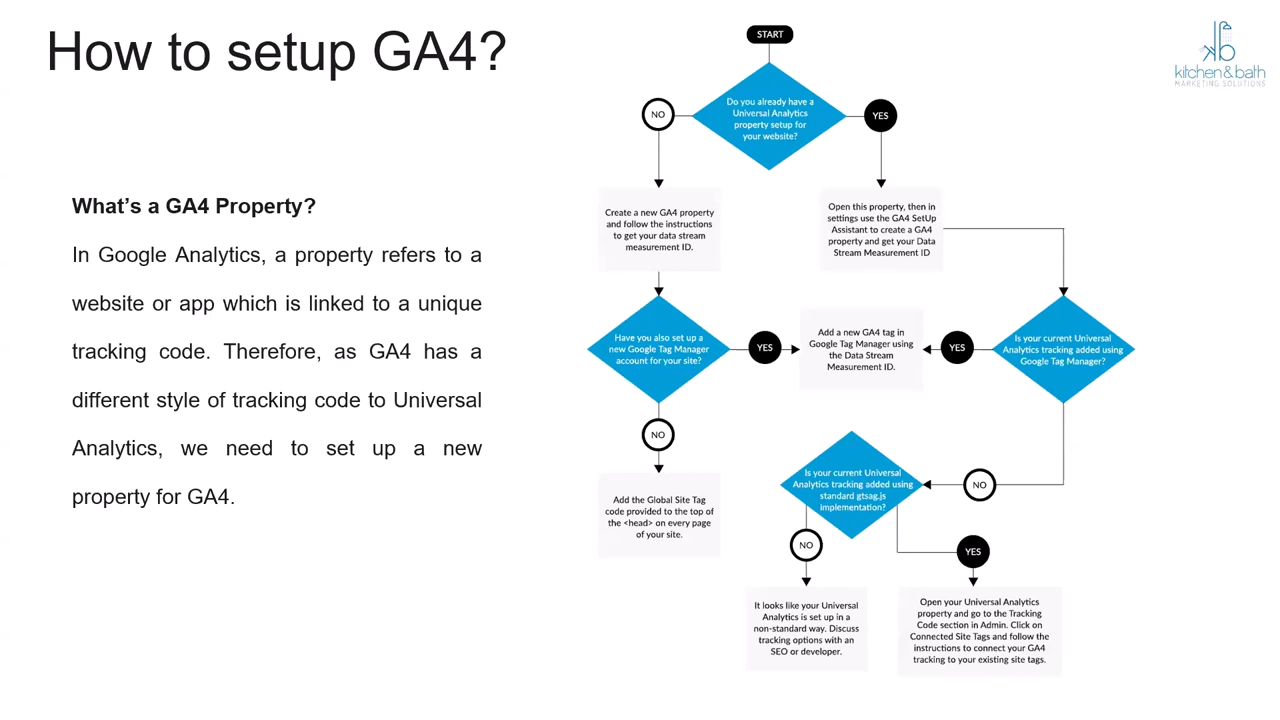 How to setup GA4?
kitchen&bath
MARKETING SOLUTIONS
What's a GA4 Property?
In Google Analytics, a property refers to a
website or app which is linked to a unique
tracking code. Therefore, as GA4 has a
different style of tracking code to Universal
Analytics, we need to set up a new
property for GA4.
START
Do you already have a
Universal Analytics
property setup for
your website?
NO
YES
Create a new GA4 property
and follow the instructions
to get your data stream
measurement ID.
Open this property, then in
settings use the GA4 SetUp
Assistant to create a GA4
property and get your Data
Stream Measurement ID
Have you also set up a
new Google Tag Manager
account for your site?
YES
Add a new GA4 tag in
Google Tag Manager using
the Data Stream
Measurement ID.
YES
Is your current Universal
Analytics tracking added using
Google Tag Manager?
NO
Add the Global Site Tag
code provided to the top of
the <head> on every page
of your site.
Is your current Universal
Analytics tracking added using
standard gtsag.js
implementation?
NO
NO
YES
It looks like your Universal
Analytics is set up in a
non-standard way. Discuss
tracking options with an
SEO or developer.
Open your Universal Analytics
property and go to the Tracking
Code section in Admin. Click on
Connected Site Tags and follow the
instructions to connect your GA4
tracking to your existing site tags.